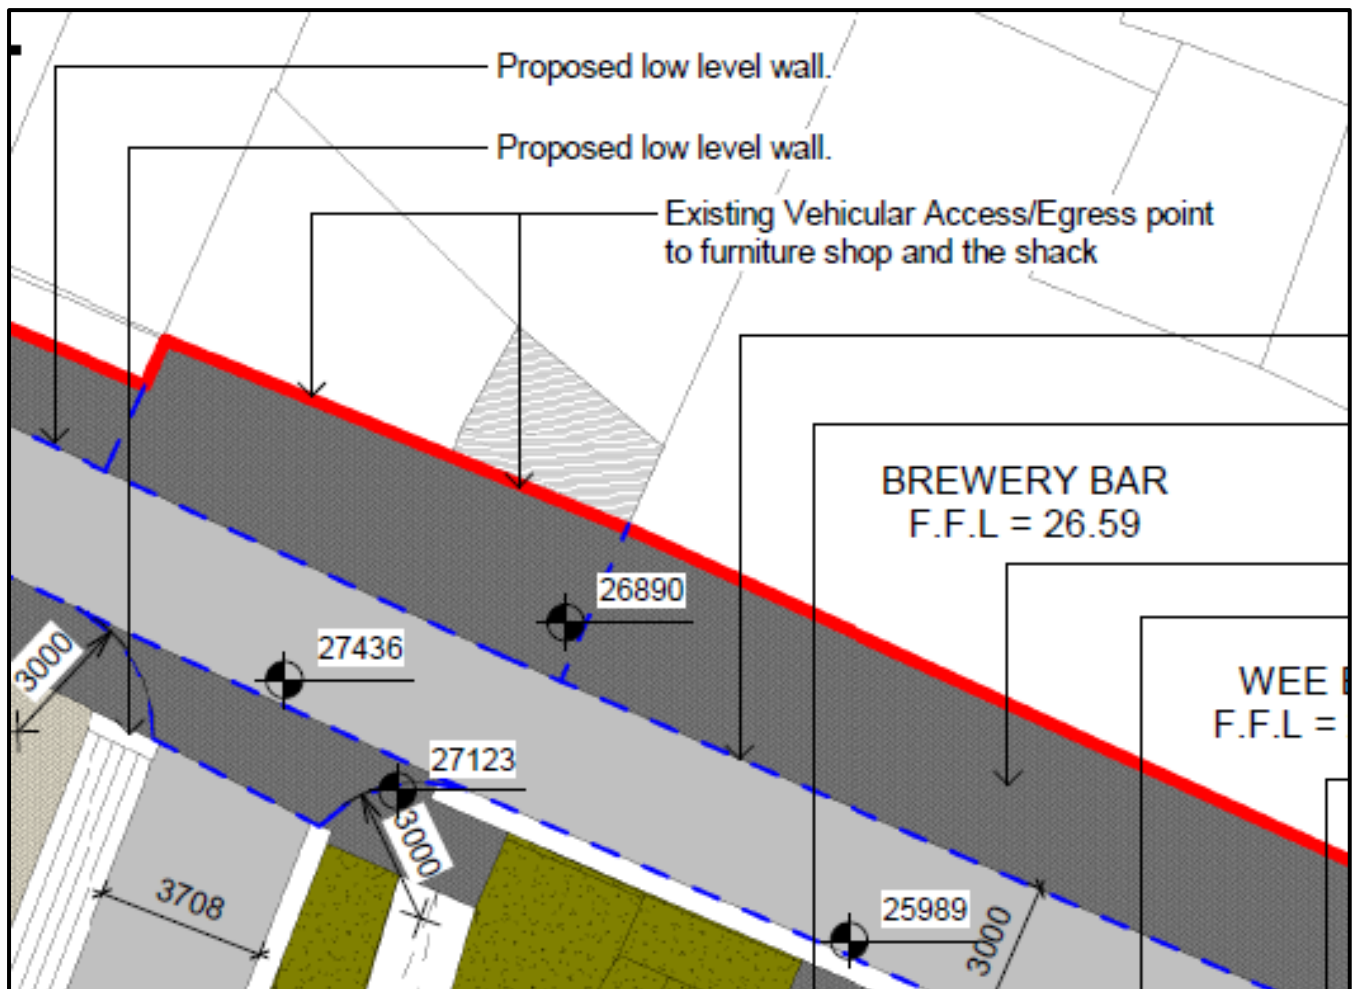 Proposed low level wall.
Proposed low level wall.
Existing Vehicular Access/Egress point
to furniture shop and the shack
BREWERY BAR
F.F.L = 26.59
26890
27436
3000
WEE
F.F.L =
27123
3000
3708
25989
3000